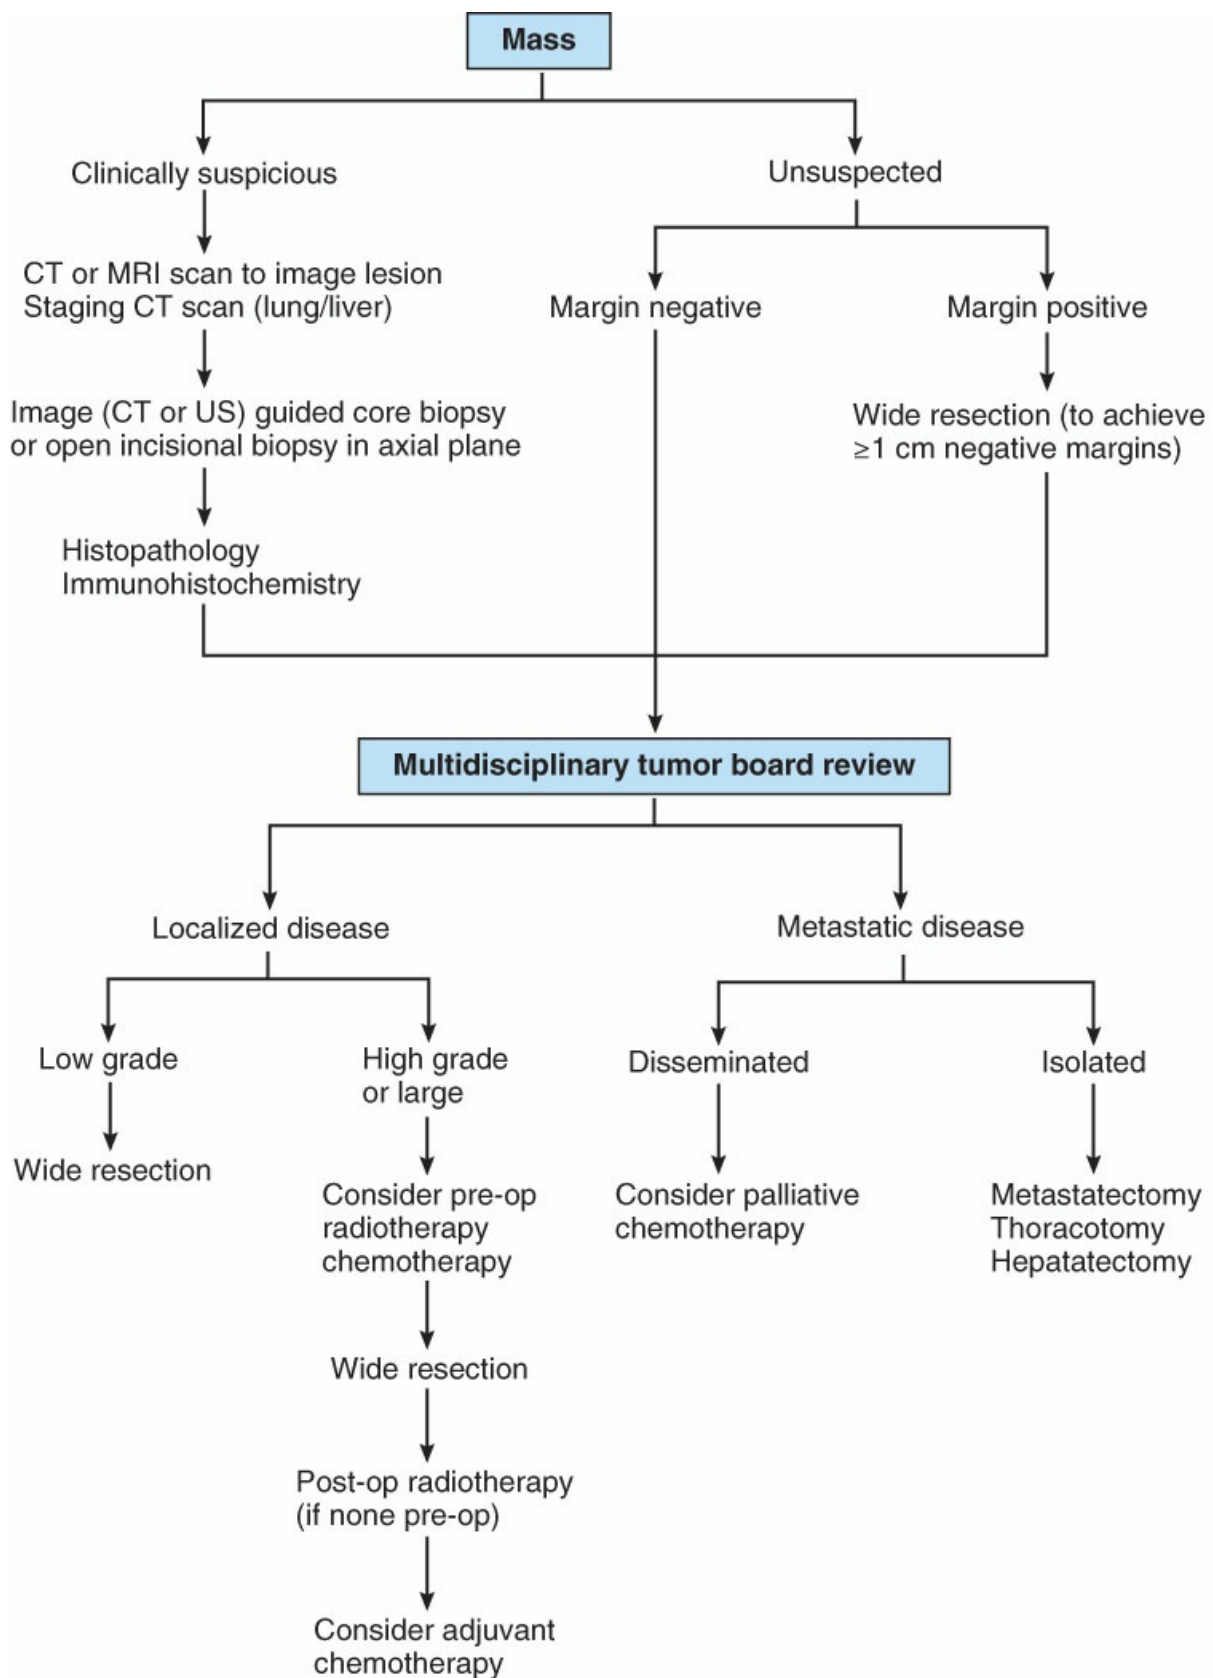 Mass
Clinically suspicious
Unsuspected
CT or MRI scan to image lesion
Staging CT scan (lung/liver)
Margin negative
Margin positive
Image (CT or US) guided core biopsy
or open incisional biopsy in axial plane
Wide resection (to achieve
≥1 cm negative margins)
Histopathology
Immunohistochemistry
Multidisciplinary tumor board review
Localized disease
Metastatic disease
Low grade
High grade
or large
Disseminated
Isolated
Wide resection
Consider pre-op
radiotherapy
chemotherapy
Consider palliative
chemotherapy
Metastatectomy
Thoracotomy
Hepatatectomy
Wide resection
Post-op radiotherapy
(if none pre-op)
Consider adjuvant
chemotherapy